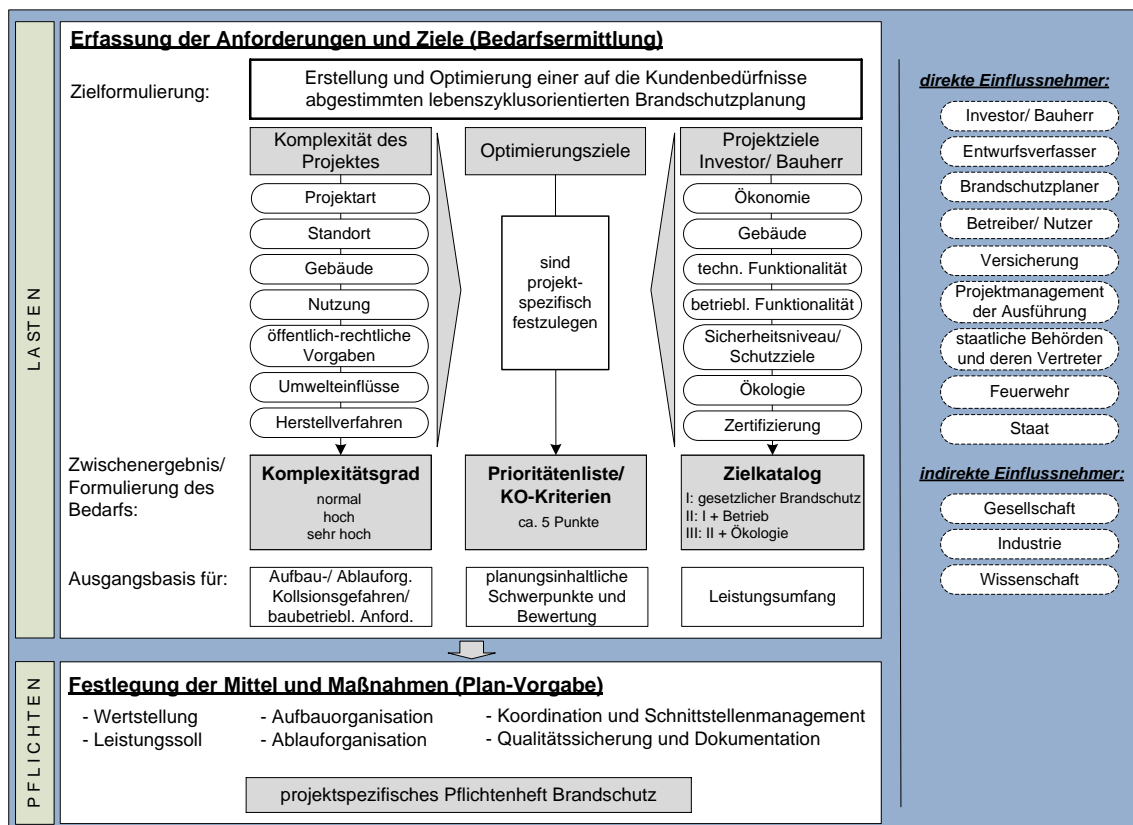 LASTEN
Erfassung der Anforderungen und Ziele (Bedarfsermittlung)
Zielformulierung:
Erstellung und Optimierung einer auf die Kundenbedürfnisse
abgestimmten lebenszyklusorientierten Brandschutzplanung
Komplexität des
Projektes
Projektart
Standort
Gebäude
Nutzung
öffentlich-rechtliche
Vorgaben
Umwelteinflüsse
Herstellverfahren
Optimierungsziele
sind
projekt-
spezifisch
festzulegen
Projektziele
Investor/ Bauherr
Ökonomie
Gebäude
techn. Funktionalität
betriebl. Funktionalität
Sicherheitsniveau/
Schutzziele
Ökologie
Zertifizierung
Zwischenergebnis/
Formulierung des
Bedarfs:
Komplexitätsgrad
normal
hoch
sehr hoch
Prioritätenliste/
KO-Kriterien
ca. 5 Punkte
Zielkatalog
I: gesetzlicher Brandschutz
II: I + Betrieb
III: II + Ökologie
Ausgangsbasis für:
Aufbau-/ Ablauforg.
Kollsionsgefahren/
baubetriebl. Anford.
planungsinhaltliche
Schwerpunkte und
Bewertung
Leistungsumfang
PFLICHTEN
Festlegung der Mittel und Maßnahmen (Plan-Vorgabe)
- Wertstellung
- Leistungssoll
- Aufbauorganisation
- Ablauforganisation
- Koordination und Schnittstellenmanagement
- Qualitätssicherung und Dokumentation
projektspezifisches Pflichtenheft Brandschutz
direkte Einflussnehmer:
Investor/ Bauherr
Entwurfsverfasser
Brandschutzplaner
Betreiber/ Nutzer
Versicherung
Projektmanagement
der Ausführung
staatliche Behörden
und deren Vertreter
Feuerwehr
Staat
indirekte Einflussnehmer:
Gesellschaft
Industrie
Wissenschaft